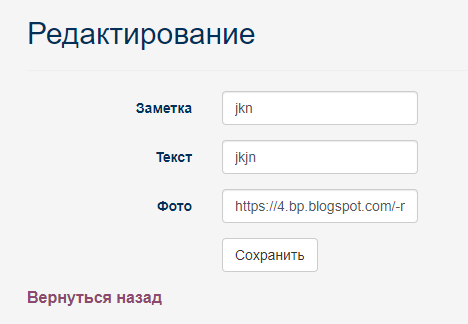 Редактирование
Заметка jkn
Текст jkjn
Фото https://4.bp.blogspot.com/-r
Сохранить
Вернуться назад